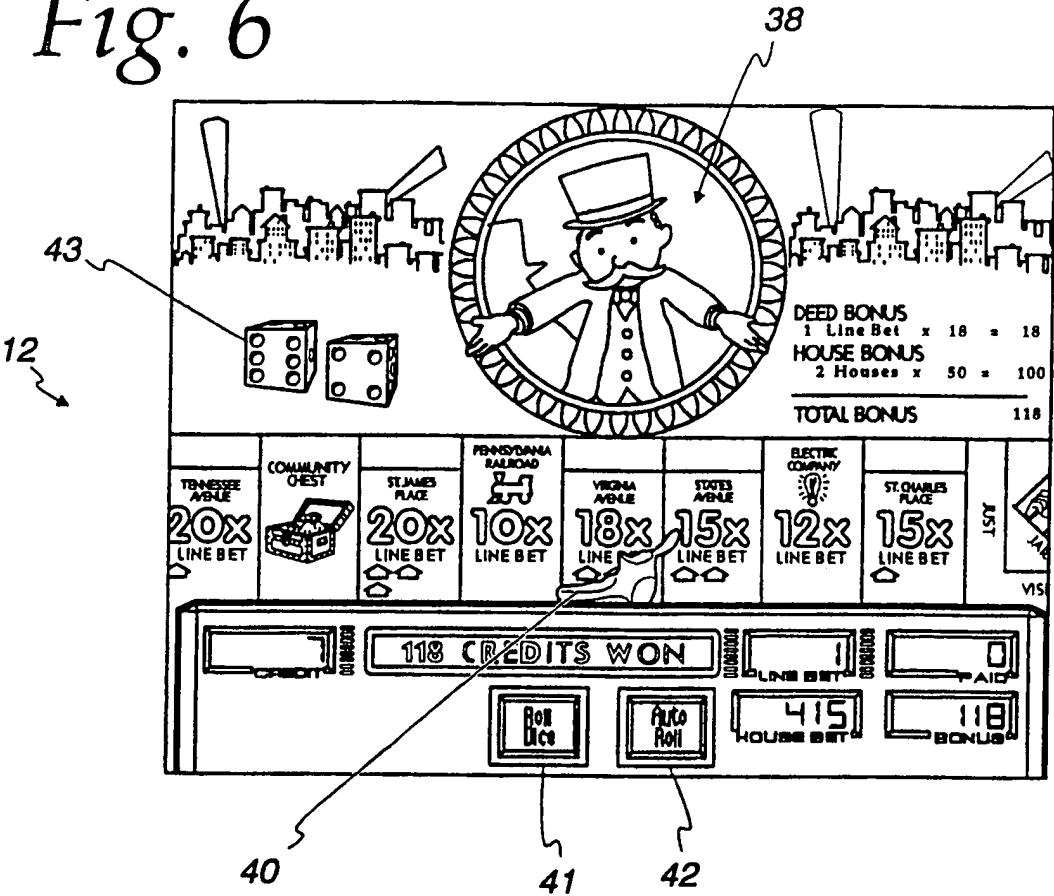 Fig. 6
38
43
12
DEED BONUS
1 Line Bet x 18 = 18
HOUSE BONUS
2 Houses x 50 = 100
TOTAL BONUS 118
TENNESSEE AVENUE
20X
LINE BET
COMMUNITY CHEST
ST. JAMES PLACE
20X
LINE BET
PENNSYLVANIA RAILROAD
10X
LINE BET
VIRGINIA AVENUE
18X
LINE
STATES AVENUE
15X
LINE BET
ELECTRIC COMPANY
12X
LINE BET
ST. CHARLES PLACE
15X
LINE BET
JUST
VISI
CREDIT
118 CREDITS WON
1
LINE BET
0
PAID
Roll Dice
Auto Roll
415
HOUSE BET
118
BONUS
40
41
42